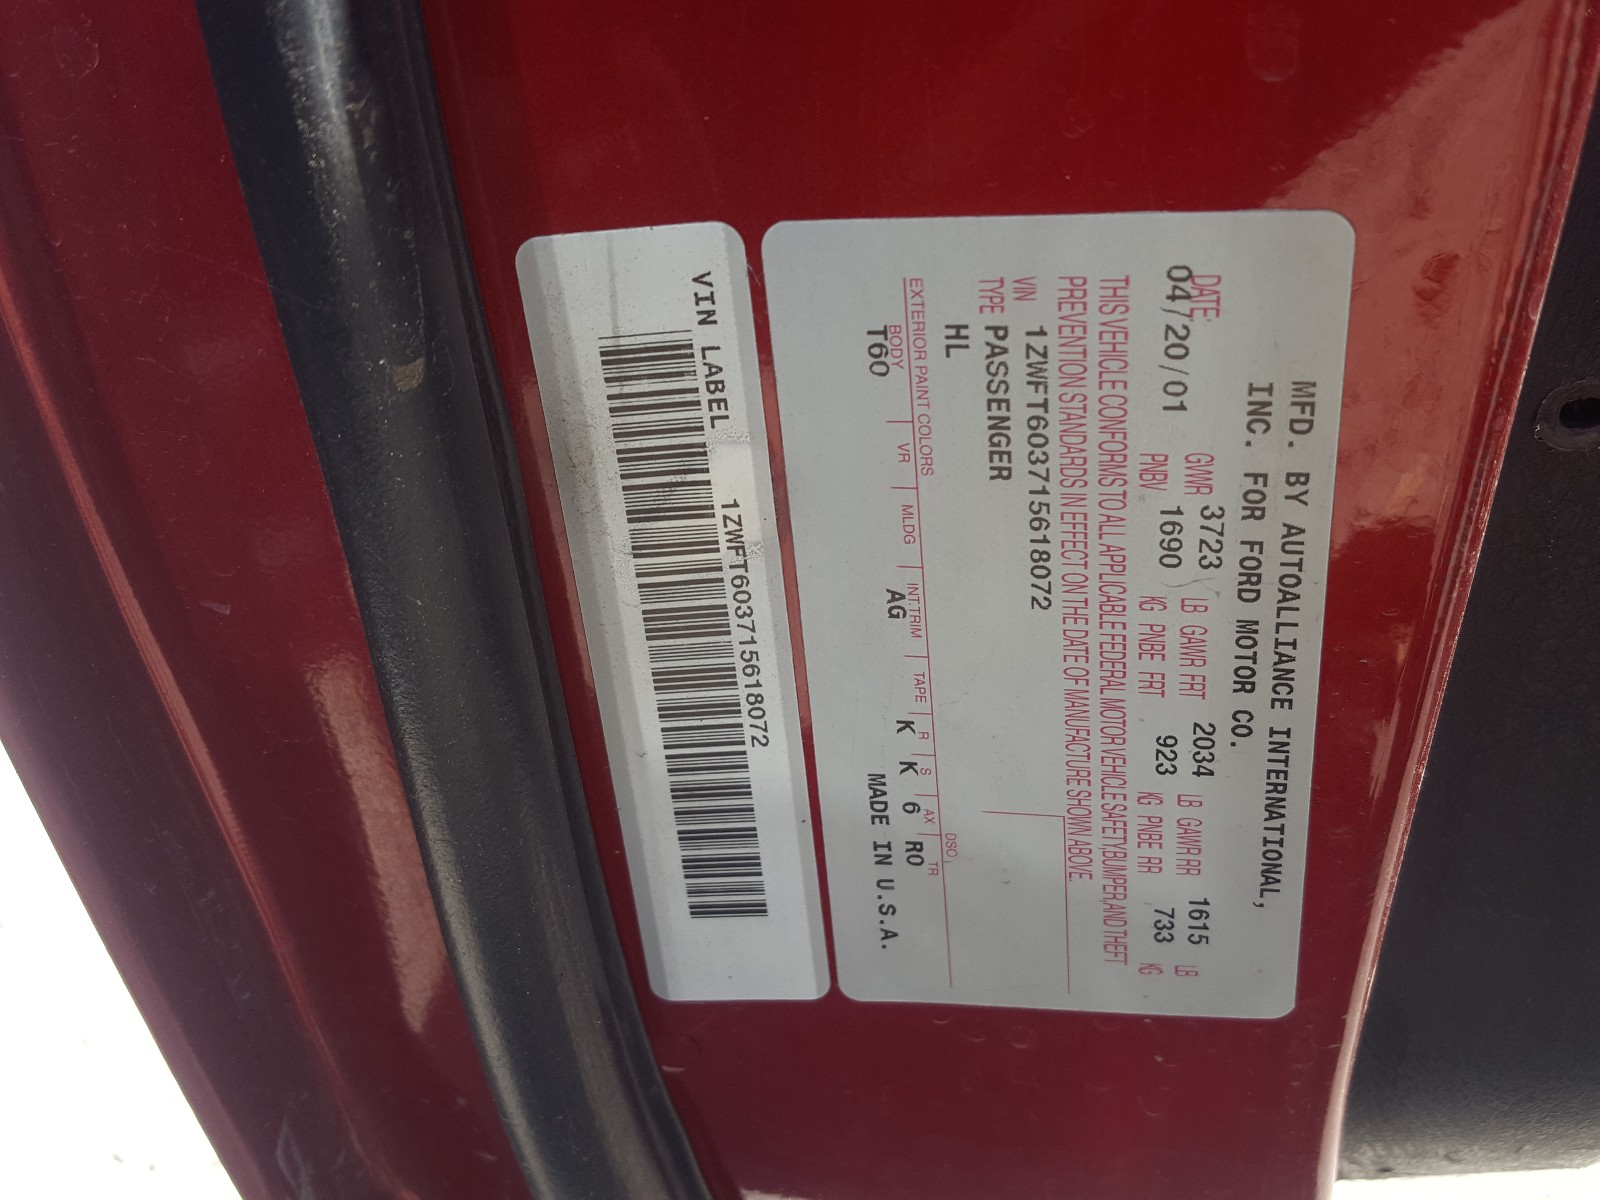 MFD. BY AUTOALLIANCE INTERNATIONAL,
INC. FOR FORD MOTOR CO.
DATE: GVWR 3723 LB GAWR FRT 2034 LB GAWR RR 1615 LB
04/20/01 PNBV 1690 KG PNBE FRT 923 KG PNBE RR 733 KG
THIS VEHICLE CONFORMS TO ALL APPLICABLE FEDERAL MOTOR VEHICLE SAFETY, BUMPER, AND THEFT
PREVENTION STANDARDS IN EFFECT ON THE DATE OF MANUFACTURE SHOWN ABOVE.
VIN 1ZWFT603715618072
TYPE PASSENGER
HL
DSO
EXTERIOR PAINT COLORS
BODY VR MLDG INT.TRIM TAPE R S AX TR
T60 AG K K 6 RO
MADE IN U.S.A.
VIN LABEL 1ZWFT603715618072